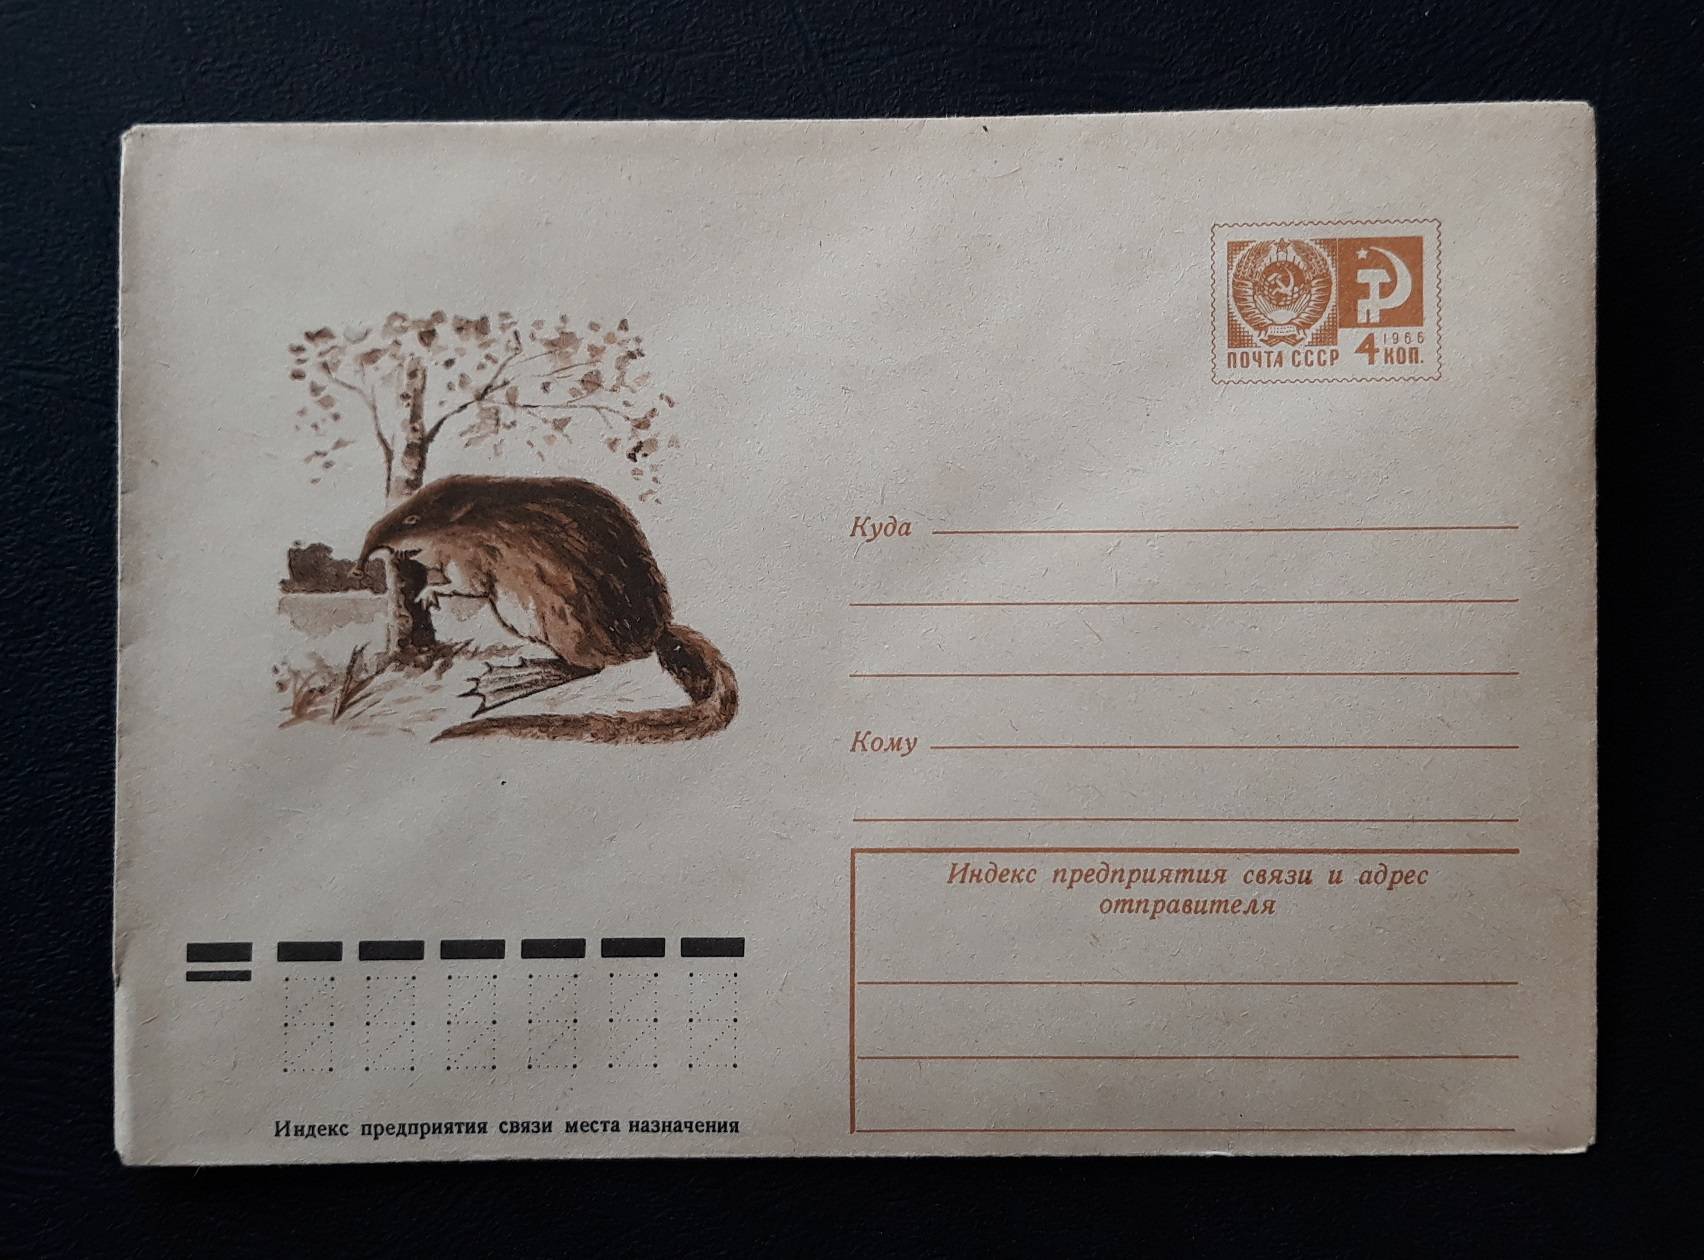 ПОЧТА СССР 4 1966 КОП.
Куда
Кому
Индекс предприятия связи и адрес
отправителя
Индекс предприятия связи места назначения